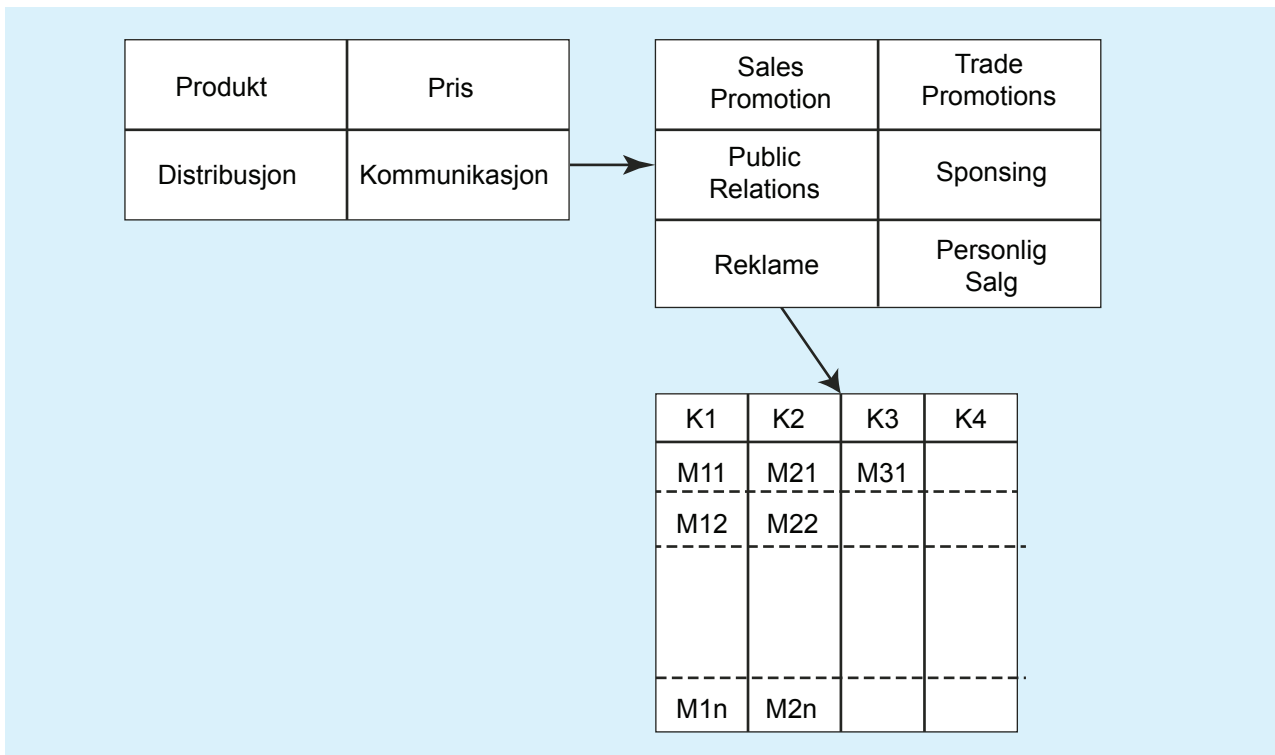 Produkt
Pris
Distribusjon
Kommunikasjon
Sales
Promotion
Trade
Promotions
Public
Relations
Sponsing
Reklame
Personlig
Salg
K1 K2 K3 K4
M11 M21 M31
M12 M22
M1n M2n